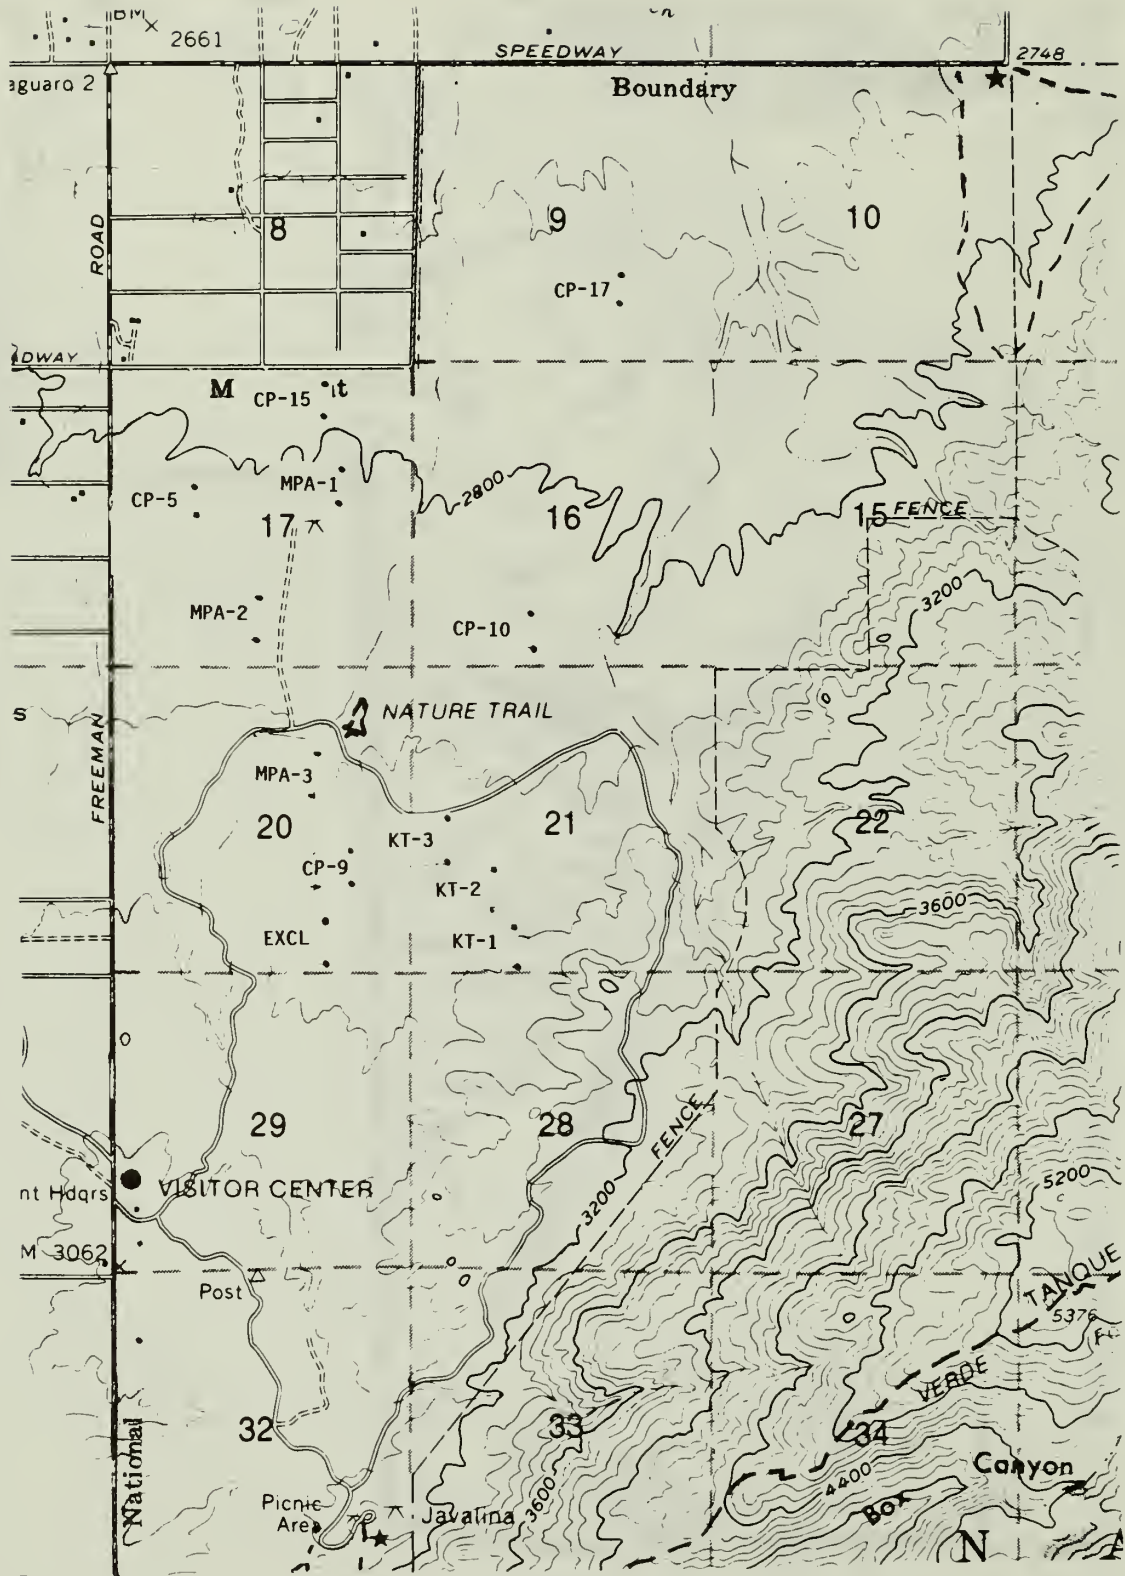 BM
2661
SPEEDWAY
2748
aguaro 2
Boundary
ROAD
8
9
10
CP-17
ADWAY
M
CP-15
t
MPA-1
CP-5
2800
17
16
15
FENCE
3200
MPA-2
CP-10
S
NATURE TRAIL
FREEMAN
MPA-3
20
21
22
KT-3
CP-9
KT-2
3600
EXCL
KT-1
29
28
FENCE
27
nt Hdqrs
VISITOR CENTER
3200
5200
M 3062
Post
TANQUE
5376
VERDE
32
33
34
National
4400
Canyon
Box
3600
Picnic
Area
Javalina
N
A